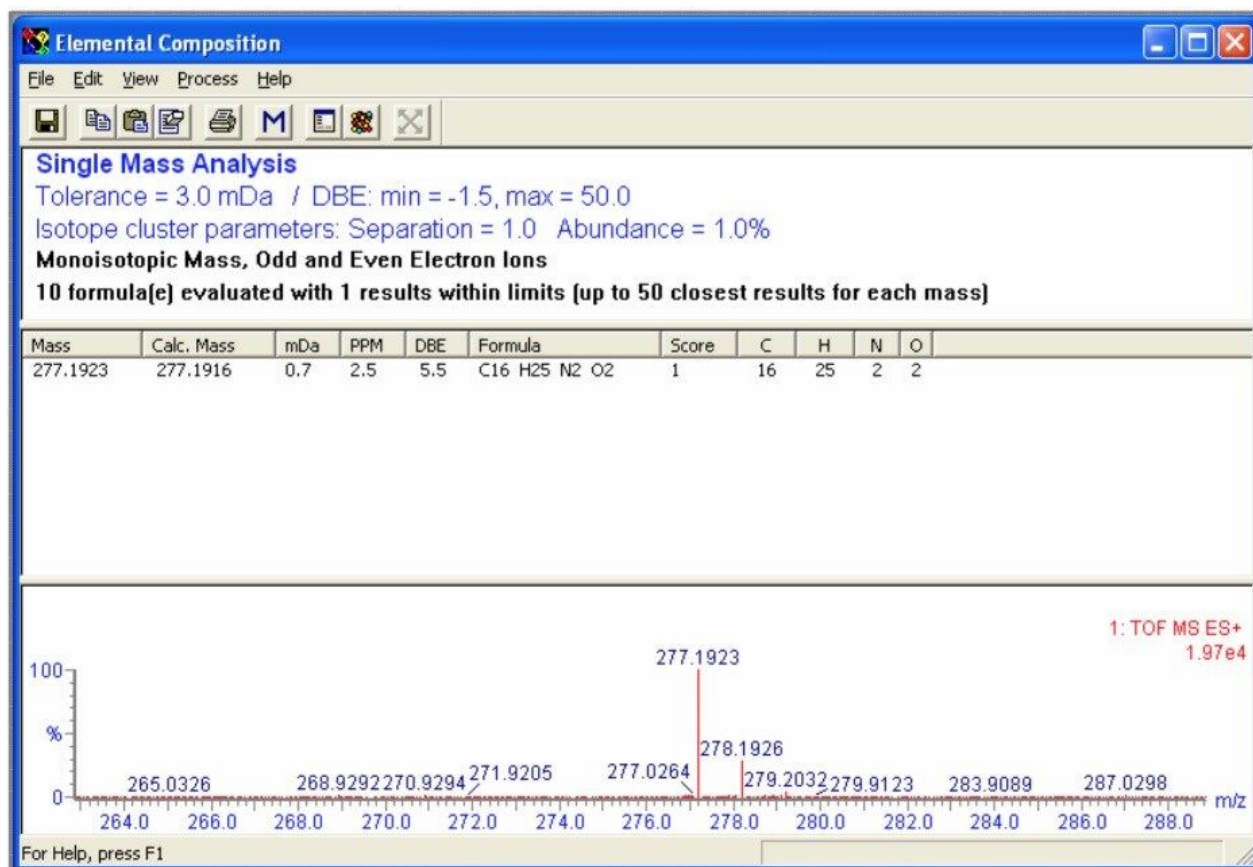 Elemental Composition
File Edit View Process Help
M
Single Mass Analysis
Tolerance = 3.0 mDa / DBE: min = -1.5, max = 50.0
Isotope cluster parameters: Separation = 1.0 Abundance = 1.0%
Monoisotopic Mass, Odd and Even Electron Ions
10 formula(e) evaluated with 1 results within limits (up to 50 closest results for each mass)
Mass Calc. Mass mDa PPM DBE Formula Score C H N O
277.1923 277.1916 0.7 2.5 5.5 C16 H25 N2 O2 1 16 25 2 2
1: TOF MS ES+
1.97e4
277.1923
100
%
278.1926
265.0326 268.9292 270.9294 271.9205 277.0264 279.2032 279.9123 283.9089 287.0298
0
m/z
264.0 266.0 268.0 270.0 272.0 274.0 276.0 278.0 280.0 282.0 284.0 286.0 288.0
For Help, press F1